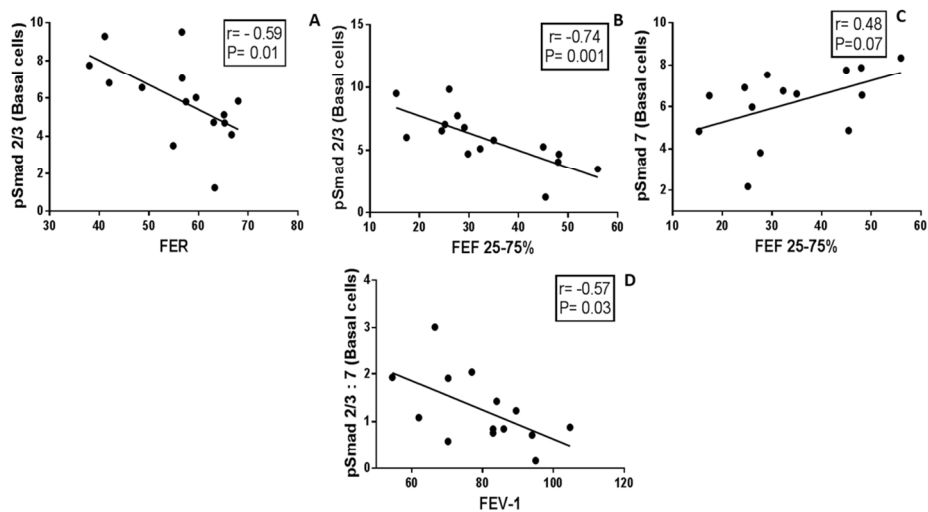 A
r= - 0.59
P= 0.01
pSmad 2/3 (Basal cells)
10
8
6
4
2
0
30 40 50 60 70 80
FER
B
r= -0.74
P= 0.001
pSmad 2/3 (Basal cells)
15
10
5
0
10 20 30 40 50 60
FEF 25-75%
C
r= 0.48
P=0.07
pSmad 7 (Basal cells)
10
8
6
4
2
10 20 30 40 50 60
FEF 25-75%
D
r= -0.57
P= 0.03
pSmad 2/3 : 7 (Basal cells)
4
3
2
1
0
60 80 100 120
FEV-1